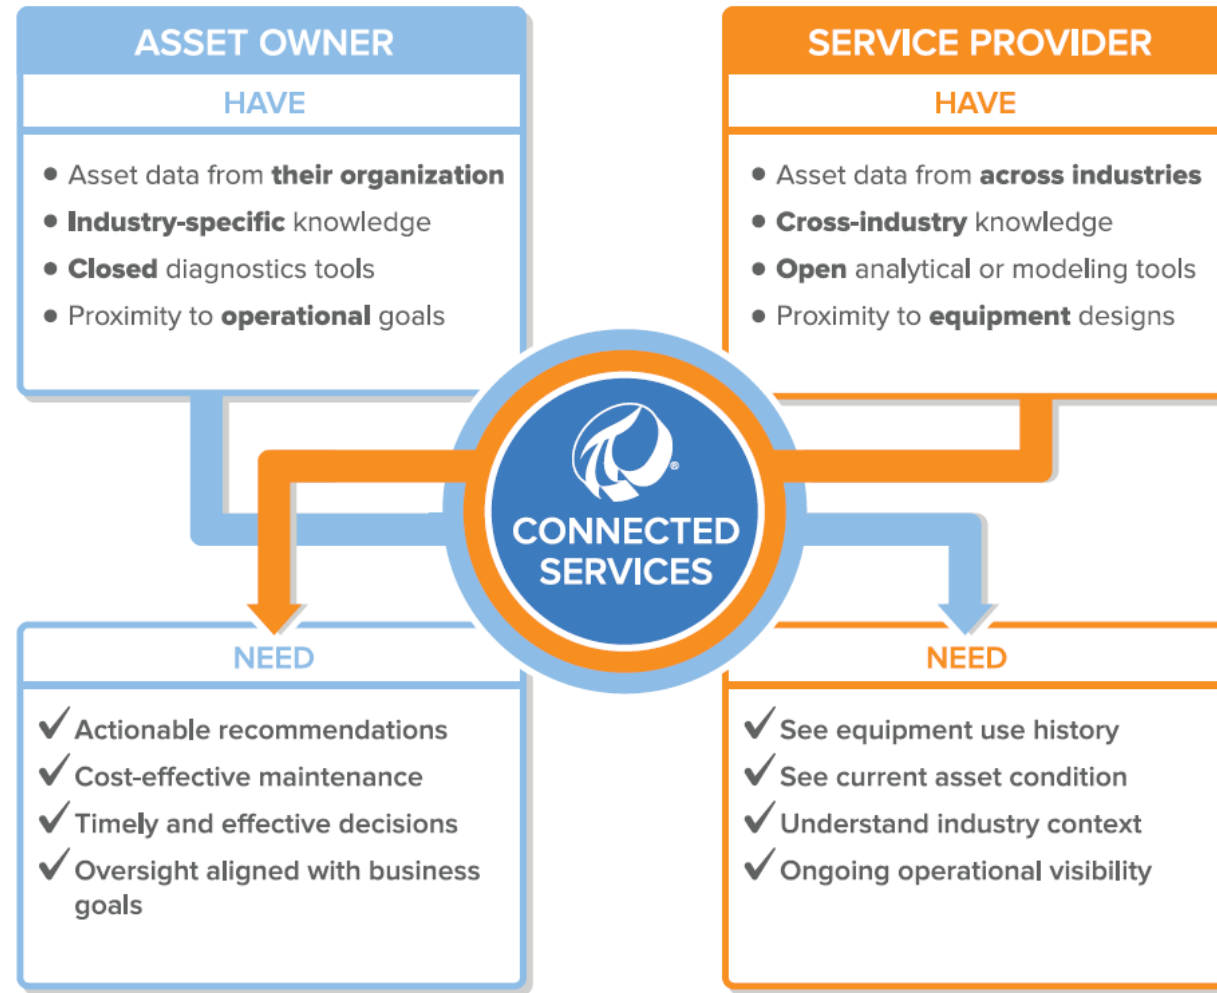 ASSET OWNER
HAVE
• Asset data from their organization
• Industry-specific knowledge
• Closed diagnostics tools
• Proximity to operational goals
SERVICE PROVIDER
HAVE
• Asset data from across industries
• Cross-industry knowledge
• Open analytical or modeling tools
• Proximity to equipment designs
®
CONNECTED
SERVICES
NEED
✓ Actionable recommendations
✓ Cost-effective maintenance
✓ Timely and effective decisions
✓ Oversight aligned with business
goals
NEED
✓ See equipment use history
✓ See current asset condition
✓ Understand industry context
✓ Ongoing operational visibility